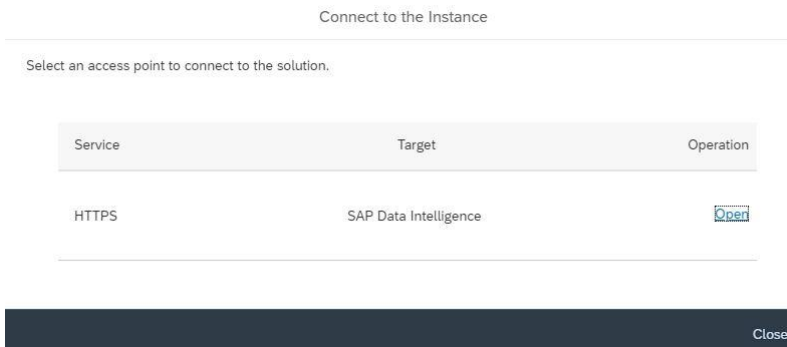 Connect to the Instance
Select an access point to connect to the solution.
Service Target Operation
HTTPS SAP Data Intelligence Open
Close